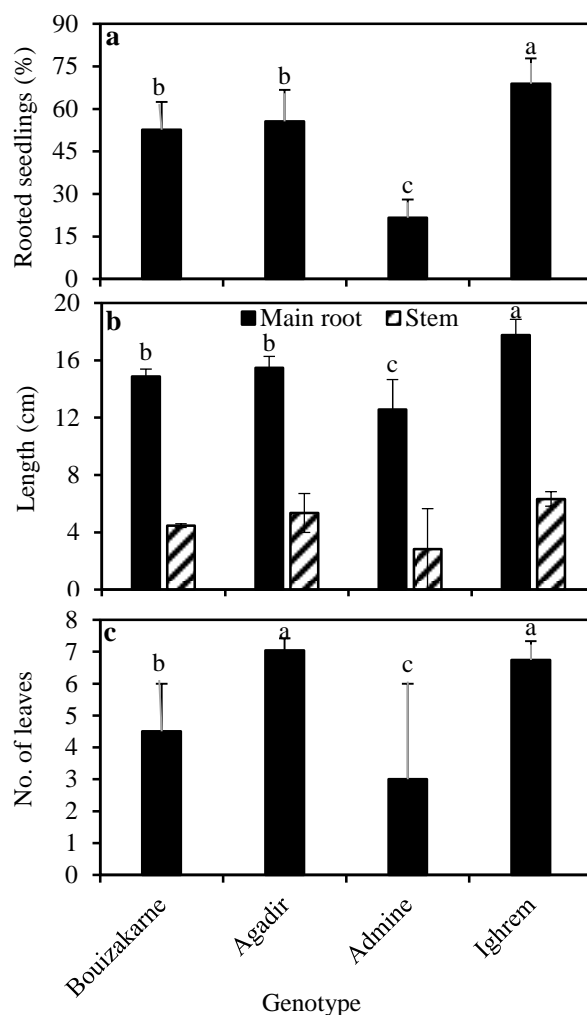 a
Rooted seedlings (%)
90
75
60
45
30
15
0
b
b
c
a
b
Main root
Stem
Length (cm)
20
16
12
8
4
0
b
b
c
a
c
No. of leaves
8
7
6
5
4
3
2
1
0
b
a
c
a
Bouizakarne
Agadir
Admine
Ighrem
Genotype